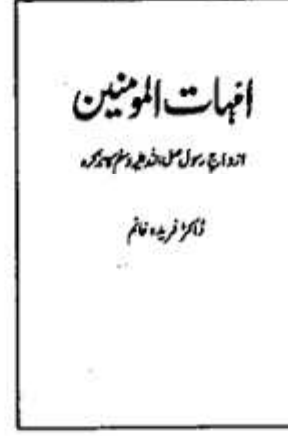 امہات المومنین
ازواجِ رسول صلی اللہ علیہ وسلم کا تذکرہ
ڈاکٹر فریدہ خانم